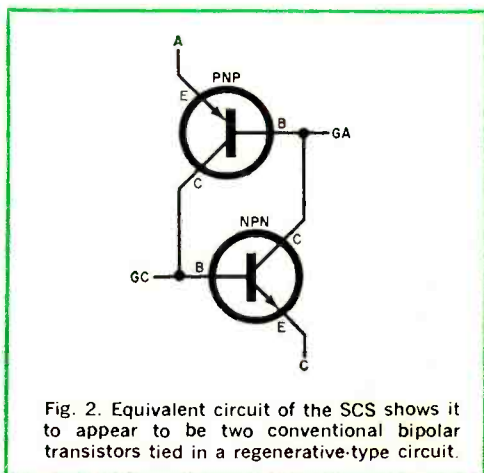 A
PNP
E
B
GA
C
NPN
C
GC
B
E
C
Fig. 2. Equivalent circuit of the SCS shows it
to appear to be two conventional bipolar
transistors tied in a regenerative-type circuit.